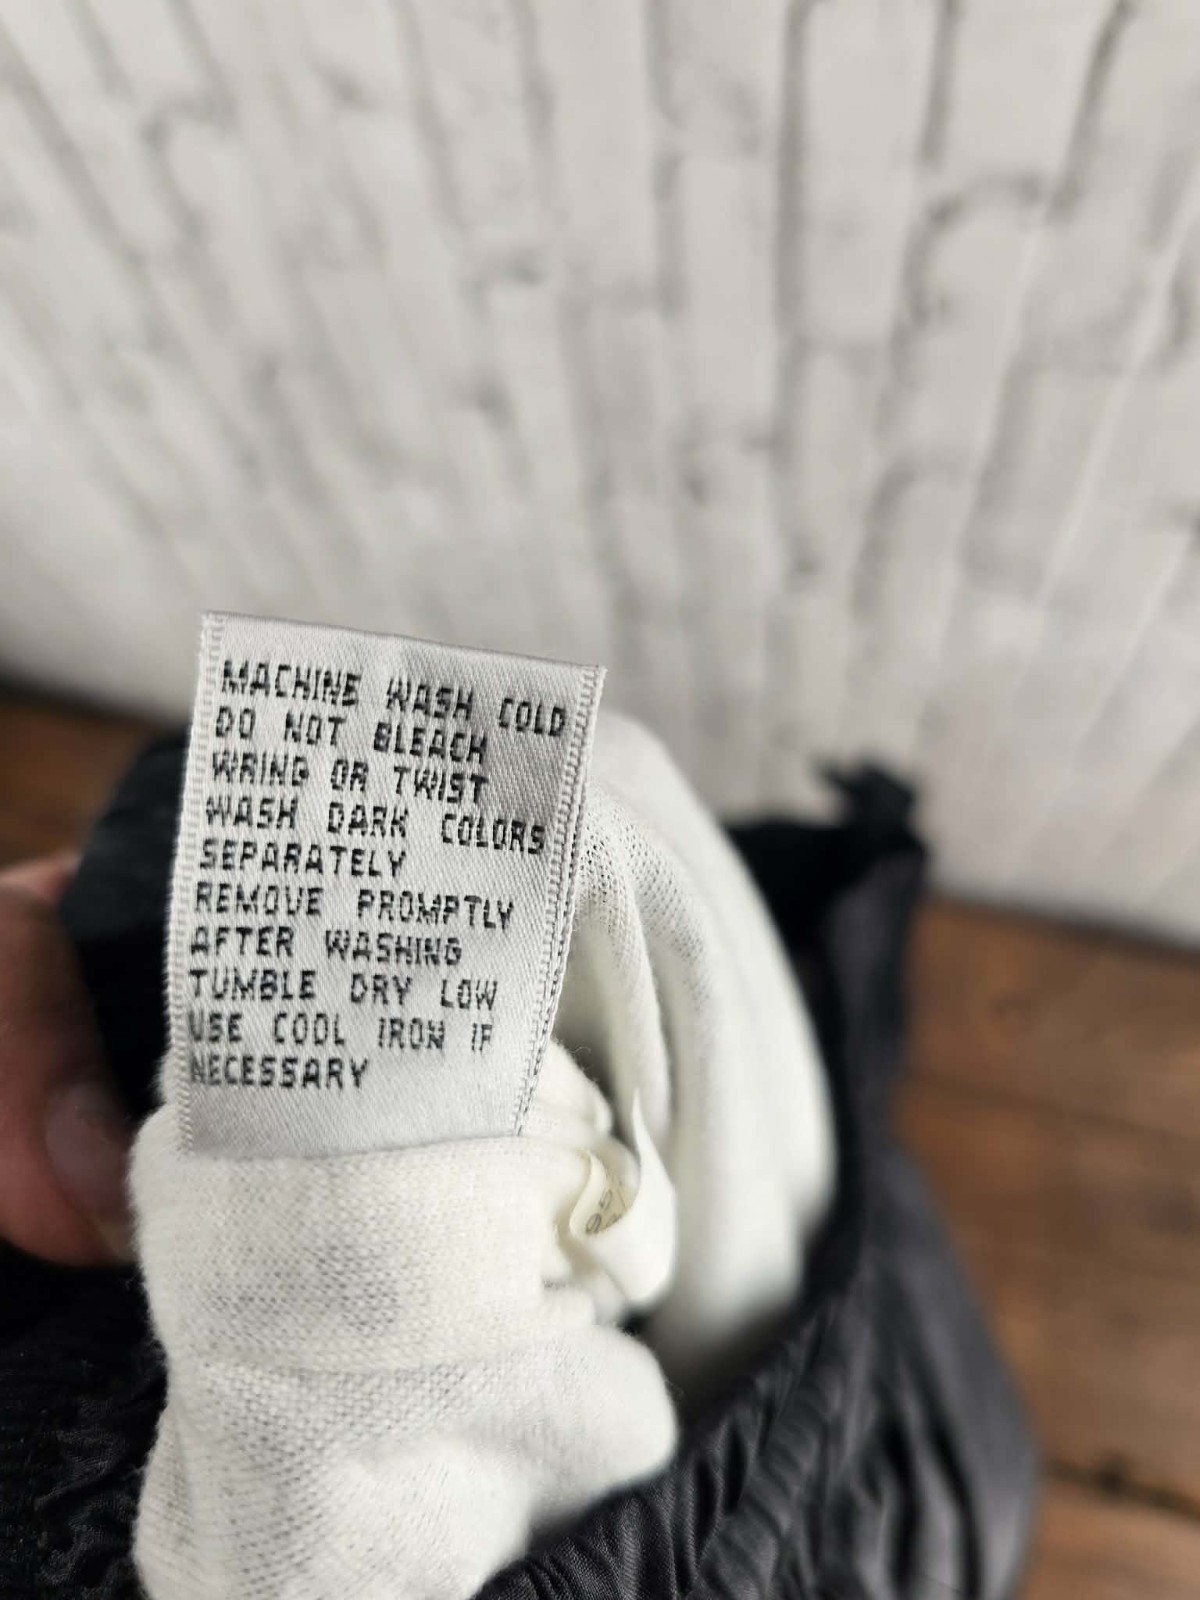 MACHINE WASH COLD
DO NOT BLEACH
WRING OR TWIST
WASH DARK COLORS
SEPARATELY
REMOVE PROMPTLY
AFTER WASHING
TUMBLE DRY LOW
USE COOL IRON IF
NECESSARY